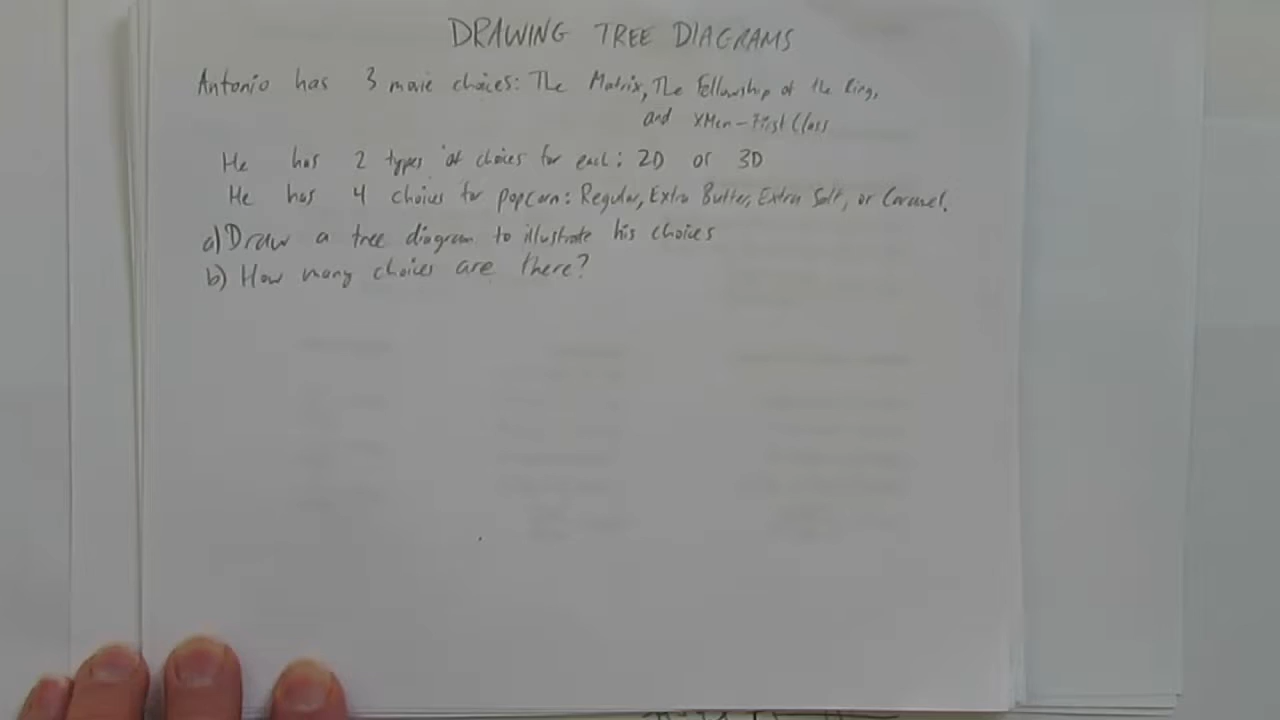 DRAWING TREE DIAGRAMS
Antonio has 3 movie choices: The Matrix, The Fellowship of the Ring,
and XMen - First Class
He has 2 types of choices for each: 2D or 3D
He has 4 choices for popcorn: Regular, Extra Butter, Extra Salt, or Caramel.
a) Draw a tree diagram to illustrate his choices
b) How many choices are there?